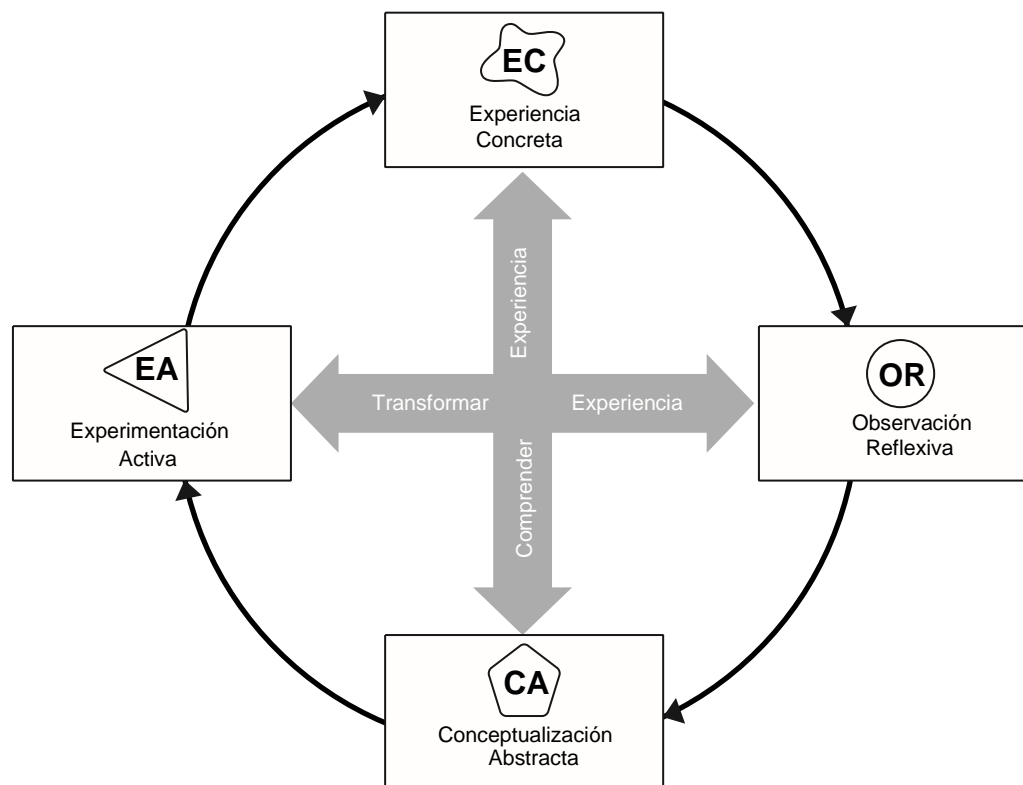 EC
Experiencia
Concreta
Experiencia
EA
Experimentación
Activa
Transformar
Experiencia
OR
Observación
Reflexiva
Comprender
CA
Conceptualización
Abstracta